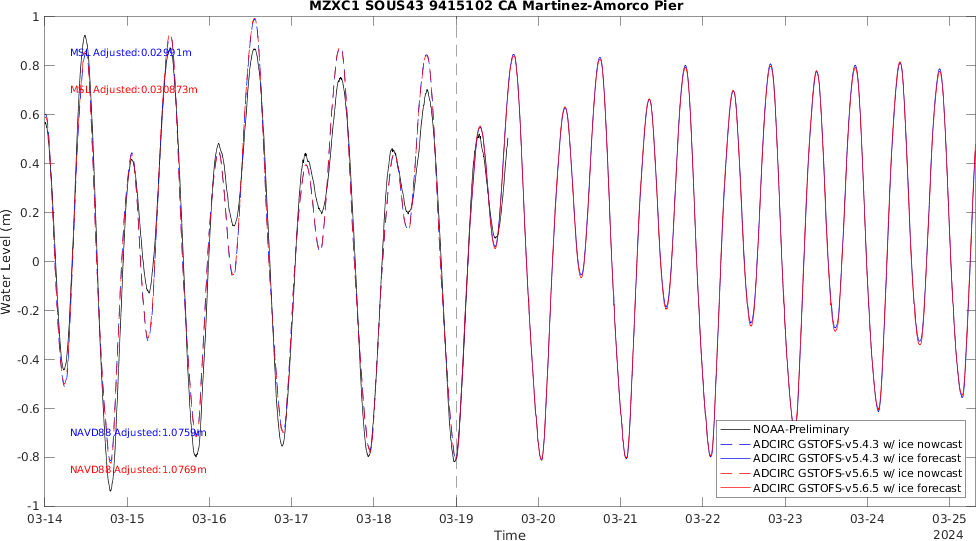 MZXC1 SOUS43 9415102 CA Martinez-Amorco Pier
1
0.8
0.6
0.4
0.2
0
-0.2
-0.4
-0.6
-0.8
-1
Water Level (m)
MSL Adjusted:0.02991m
MSL Adjusted:0.030873m
NAVD88 Adjusted:1.0759m
NAVD88 Adjusted:1.0769m
NOAA-Preliminary
ADCIRC GSTOFS-v5.4.3 w/ ice nowcast
ADCIRC GSTOFS-v5.4.3 w/ ice forecast
ADCIRC GSTOFS-v5.6.5 w/ ice nowcast
ADCIRC GSTOFS-v5.6.5 w/ ice forecast
03-14 03-15 03-16 03-17 03-18 03-19 03-20 03-21 03-22 03-23 03-24 03-25
2024
Time